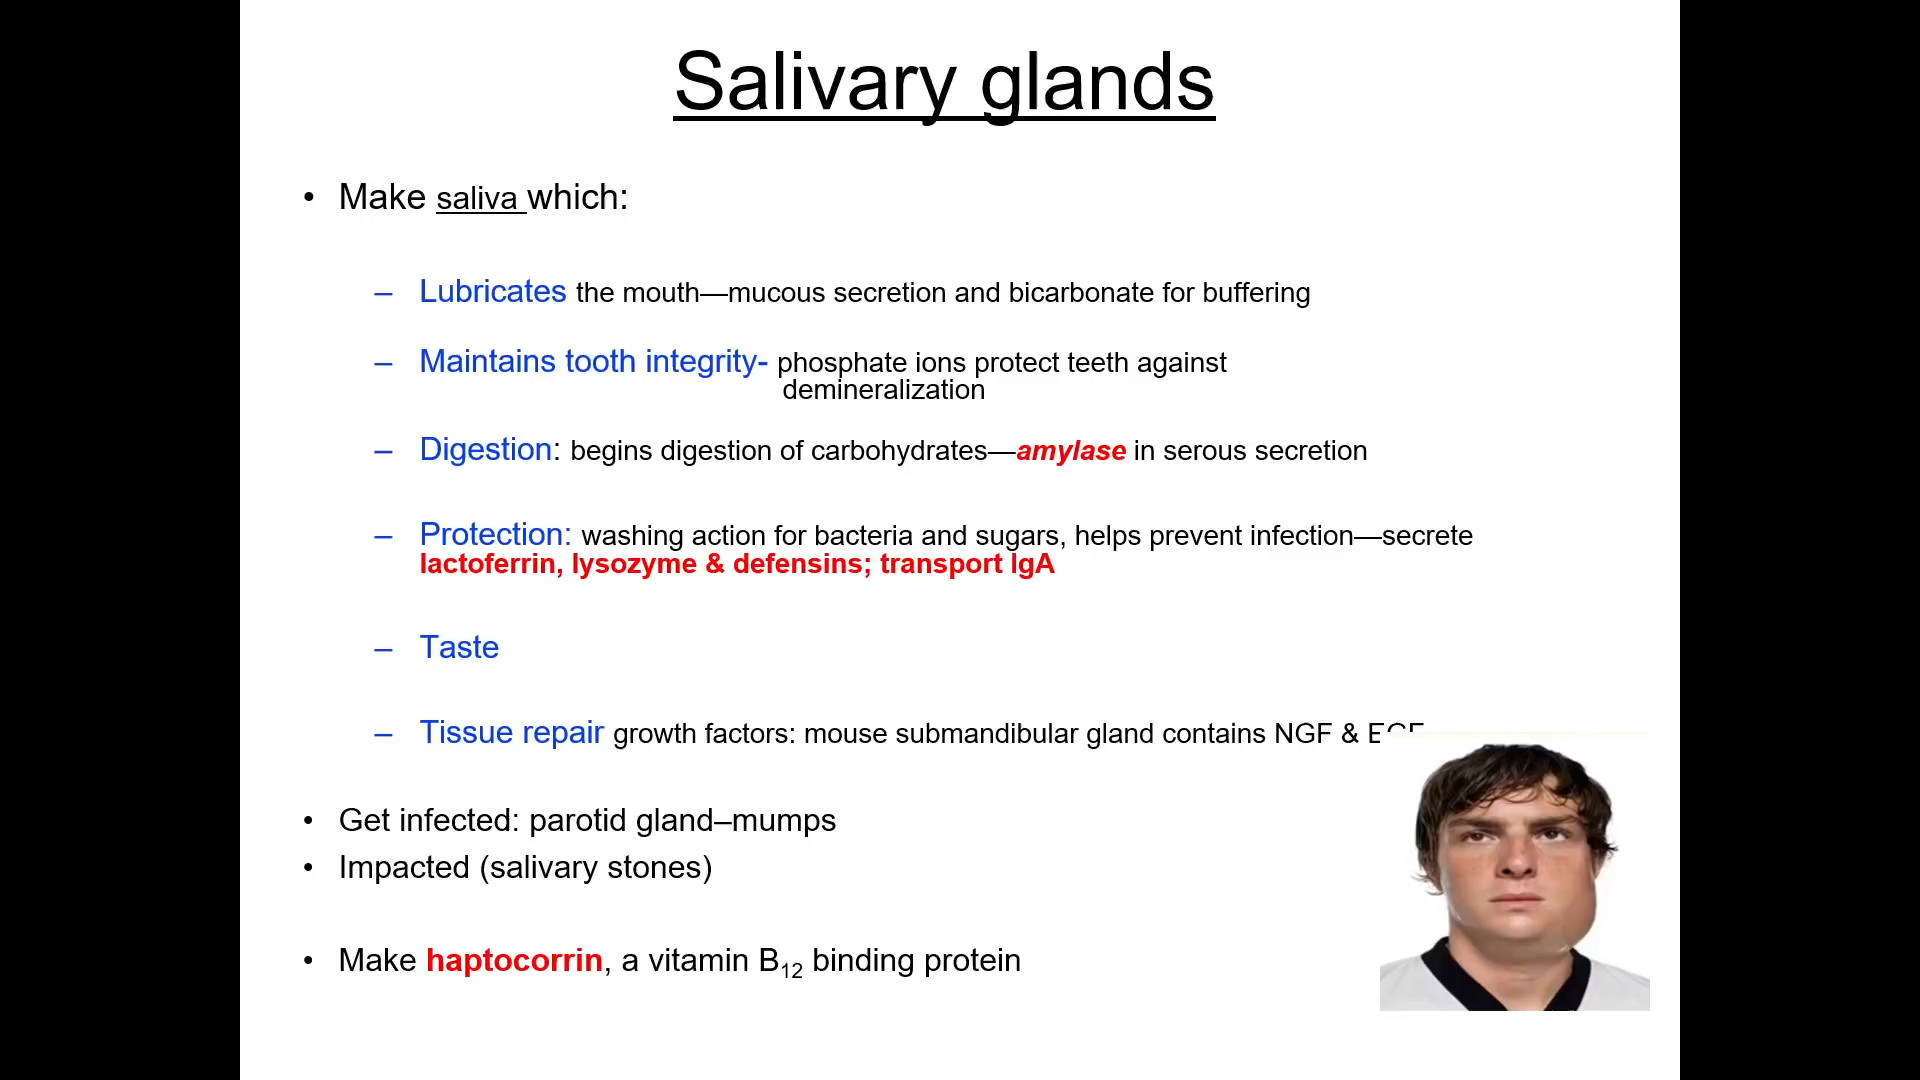 Salivary glands
• Make saliva which:
– Lubricates the mouth—mucous secretion and bicarbonate for buffering
– Maintains tooth integrity- phosphate ions protect teeth against
demineralization
– Digestion: begins digestion of carbohydrates—amylase in serous secretion
– Protection: washing action for bacteria and sugars, helps prevent infection—secrete
lactoferrin, lysozyme & defensins; transport IgA
– Taste
– Tissue repair growth factors: mouse submandibular gland contains NGF & EGF
• Get infected: parotid gland–mumps
• Impacted (salivary stones)
• Make haptocorrin, a vitamin B12 binding protein